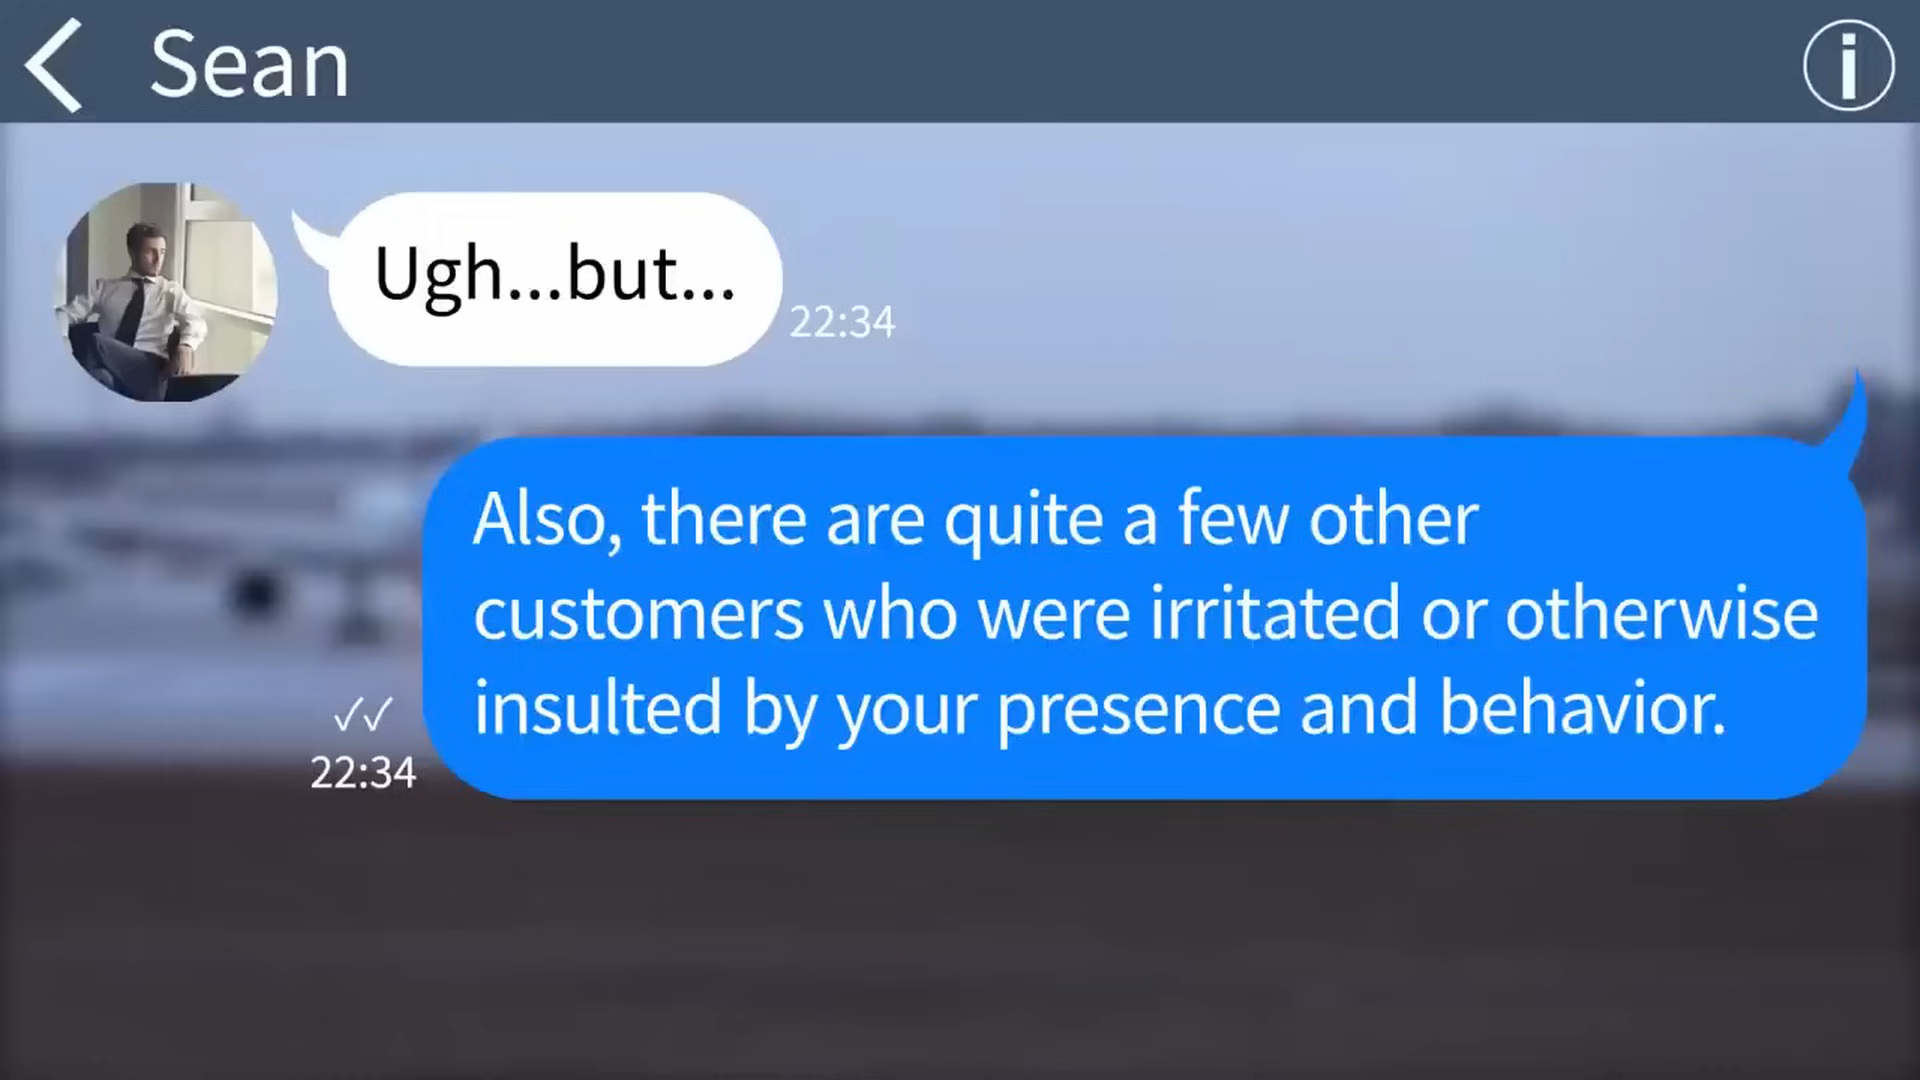 Sean
Ugh...but...
22:34
Also, there are quite a few other
customers who were irritated or otherwise
insulted by your presence and behavior.
22:34